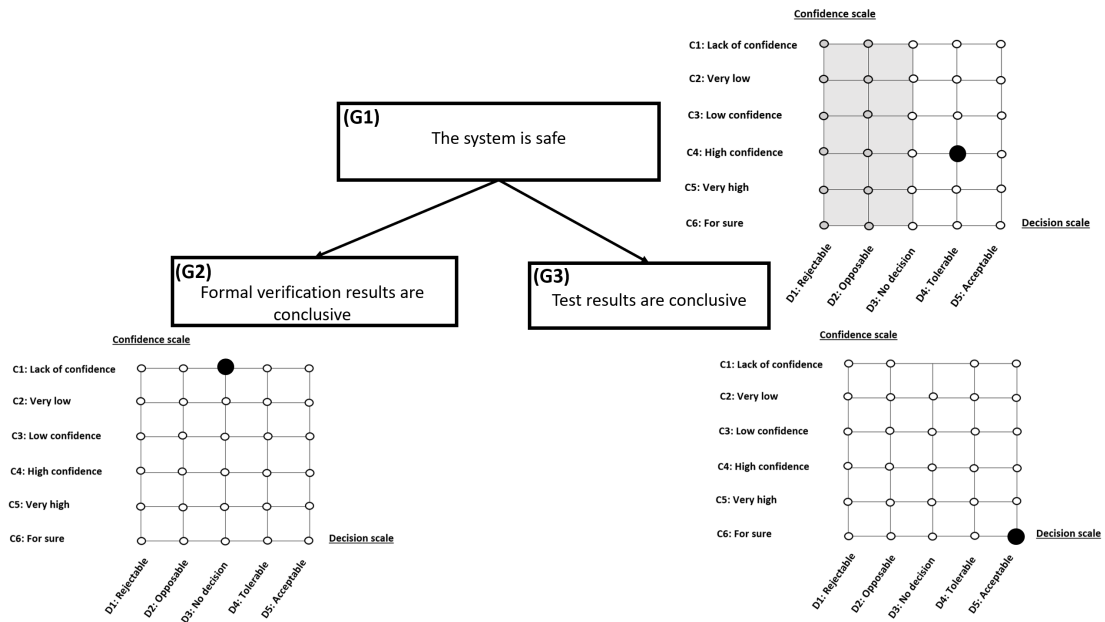 Confidence scale
C1: Lack of confidence
C2: Very low
C3: Low confidence
C4: High confidence
C5: Very high
C6: For sure
Decision scale
D1: Rejectable
D2: Opposable
D3: No decision
D4: Tolerable
D5: Acceptable
(G1)
The system is safe
(G2)
Formal verification results are
conclusive
(G3)
Test results are conclusive
Confidence scale
C1: Lack of confidence
C2: Very low
C3: Low confidence
C4: High confidence
C5: Very high
C6: For sure
Decision scale
D1: Rejectable
D2: Opposable
D3: No decision
D4: Tolerable
D5: Acceptable
Confidence scale
C1: Lack of confidence
C2: Very low
C3: Low confidence
C4: High confidence
C5: Very high
C6: For sure
Decision scale
D1: Rejectable
D2: Opposable
D3: No decision
D4: Tolerable
D5: Acceptable